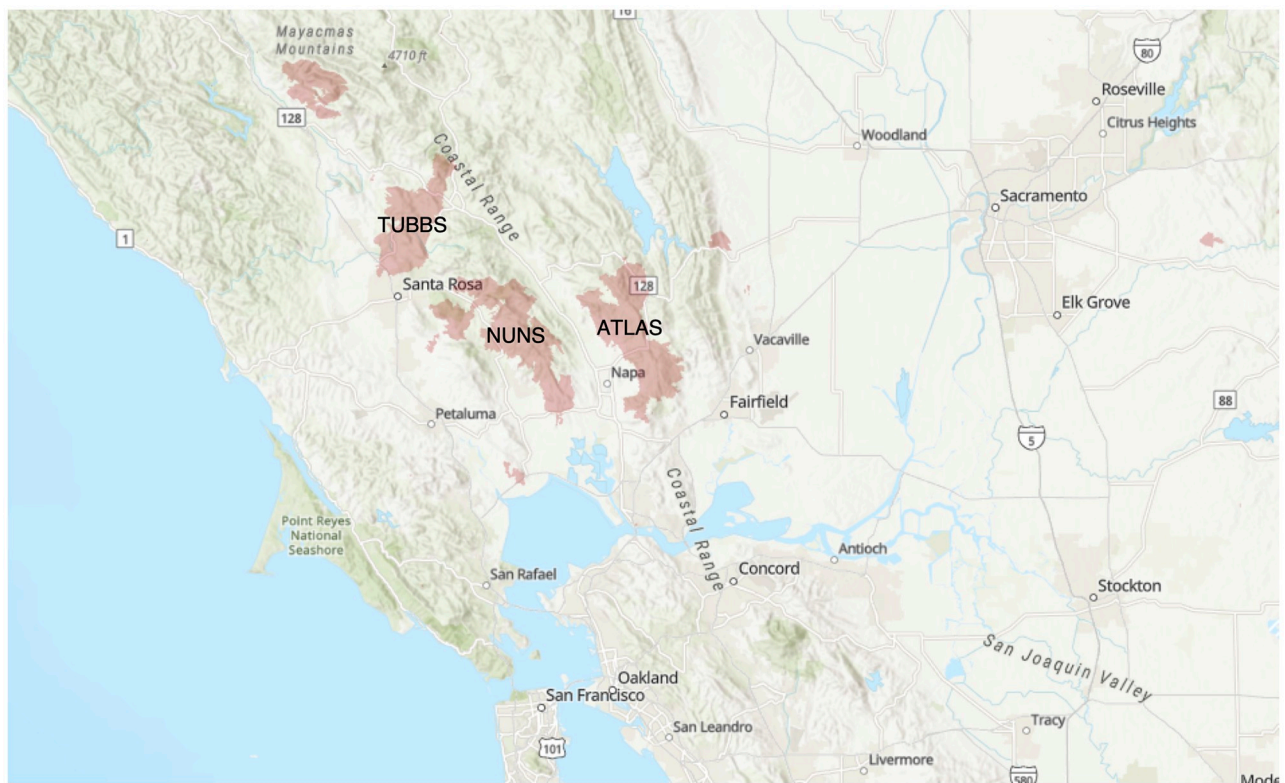 16
Mayacmas
Mountains
4710 ft
80
Roseville
128
Citrus Heights
Woodland
Coastal Range
Sacramento
TUBBS
1
Santa Rosa
128
Elk Grove
NUNS
ATLAS
Vacaville
Napa
Fairfield
88
Petaluma
5
Coastal Range
Point Reyes
National
Seashore
Antioch
San Rafael
Concord
Stockton
San Joaquin Valley
Oakland
San Francisco
Tracy
San Leandro
101
Livermore
580
Mode